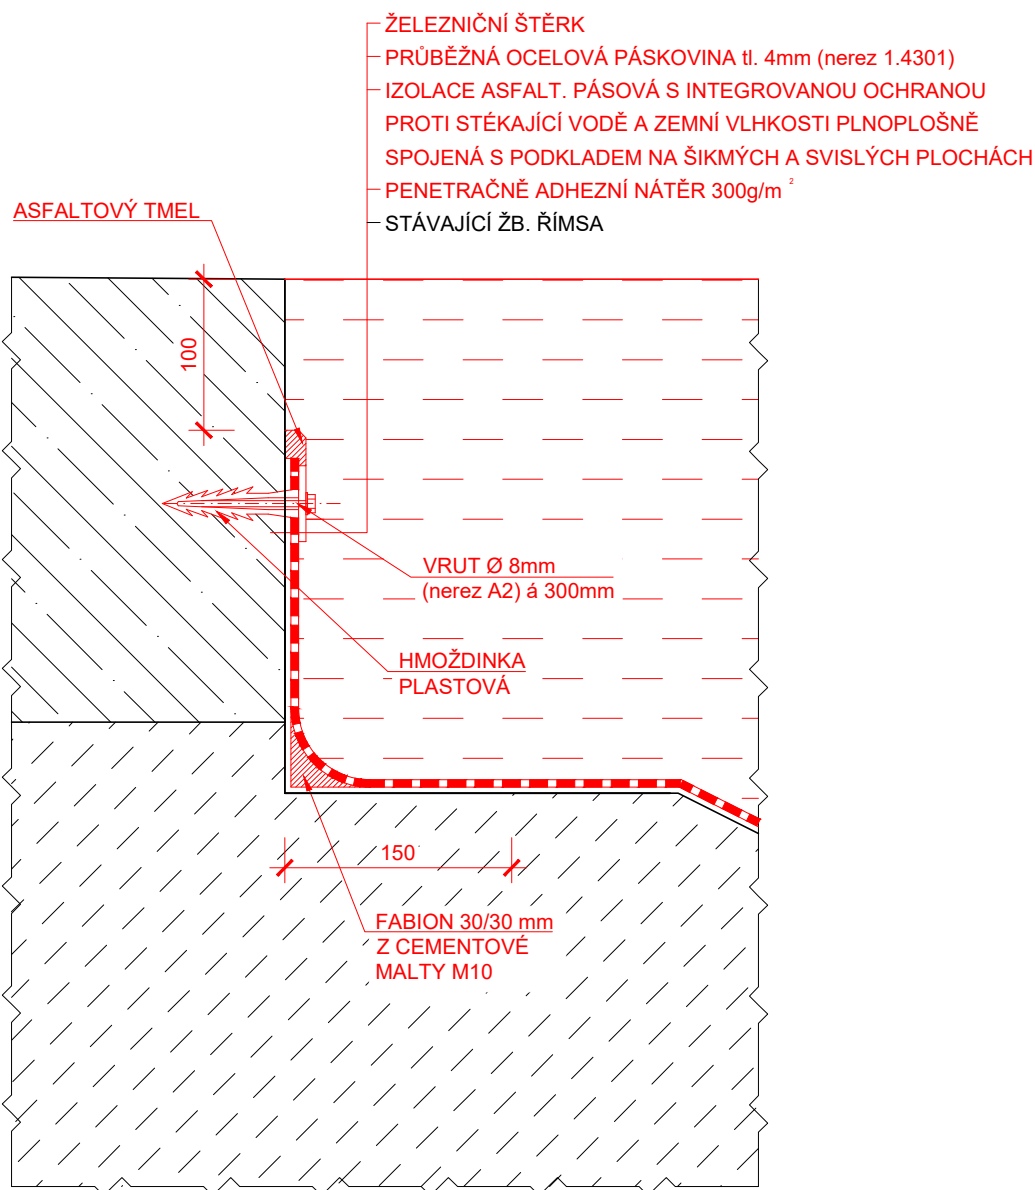 ŽELEZNIČNÍ ŠTĚRK
PRŮBĚŽNÁ OCELOVÁ PÁSKOVINA tl. 4mm (nerez 1.4301)
IZOLACE ASFALT. PÁSOVÁ S INTEGROVANOU OCHRANOU
PROTI STÉKAJÍCÍ VODĚ A ZEMNÍ VLHKOSTI PLNOPLOŠNĚ
SPOJENÁ S PODKLADEM NA ŠIKMÝCH A SVISLÝCH PLOCHÁCH
PENETRAČNĚ ADHEZNÍ NÁTĚR 300g/m²
STÁVAJÍCÍ ŽB. ŘÍMSA
ASFALTOVÝ TMEL
100
VRUT Ø 8mm
(nerez A2) á 300mm
HMOŽDINKA
PLASTOVÁ
150
FABION 30/30 mm
Z CEMENTOVÉ
MALTY M10